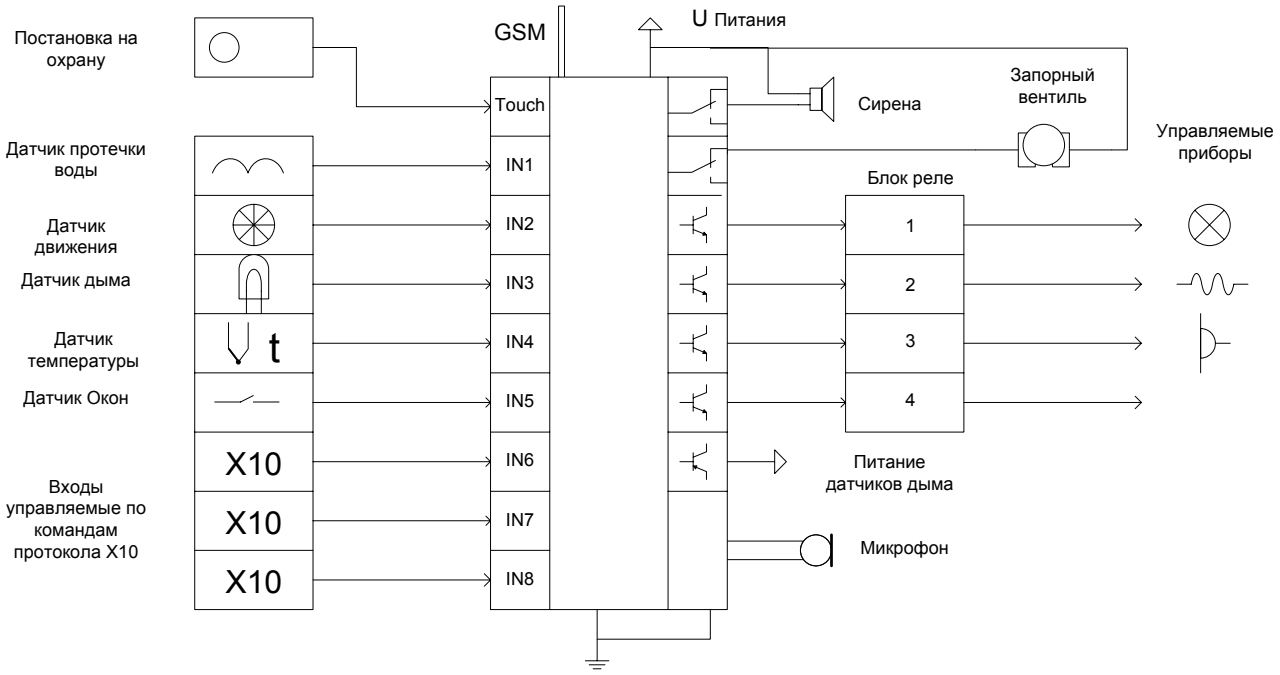 GSM
U Питания
Постановка на
охрану
Touch
Сирена
Запорный
вентиль
Управляемые
приборы
Датчик протечки
воды
IN1
Блок реле
Датчик
движения
IN2
1
Датчик дыма
IN3
2
Датчик
температуры
t
IN4
3
Датчик Окон
IN5
4
X10
IN6
Питание
датчиков дыма
Входы
управляемые по
командам
протокола X10
X10
IN7
Микрофон
X10
IN8